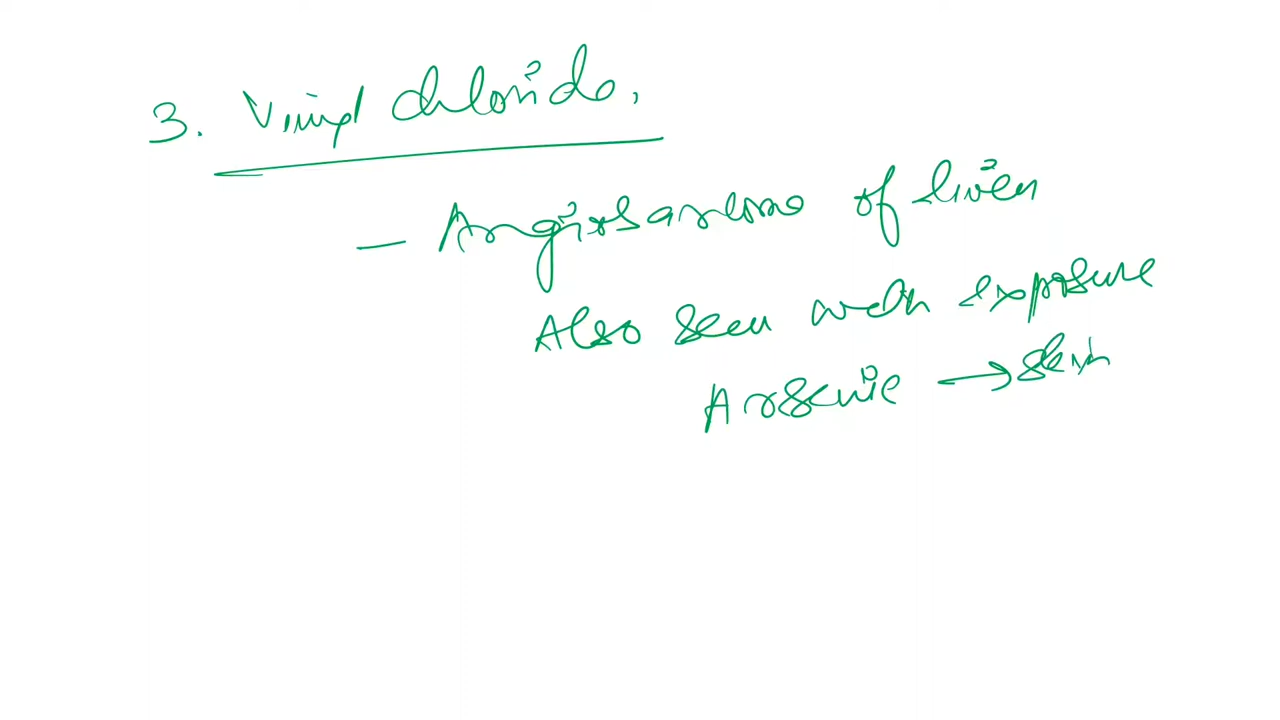 3. Vinyl chloride,
— Angiosarcoma of liver
Also seen with exposure
Arsenic → skin